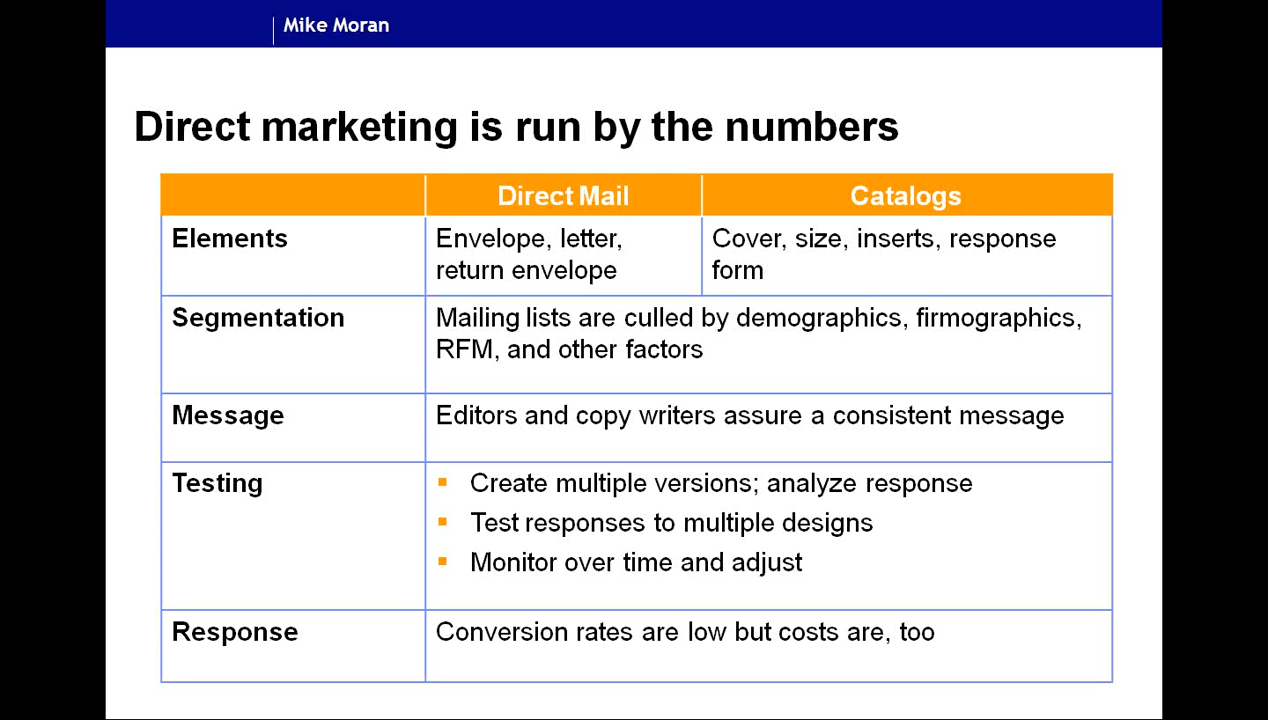 Mike Moran
Direct marketing is run by the numbers
Direct Mail
Catalogs
Elements
Envelope, letter,
return envelope
Cover, size, inserts, response
form
Segmentation
Mailing lists are culled by demographics, firmographics,
RFM, and other factors
Message
Editors and copy writers assure a consistent message
Testing
▪ Create multiple versions; analyze response
▪ Test responses to multiple designs
▪ Monitor over time and adjust
Response
Conversion rates are low but costs are, too